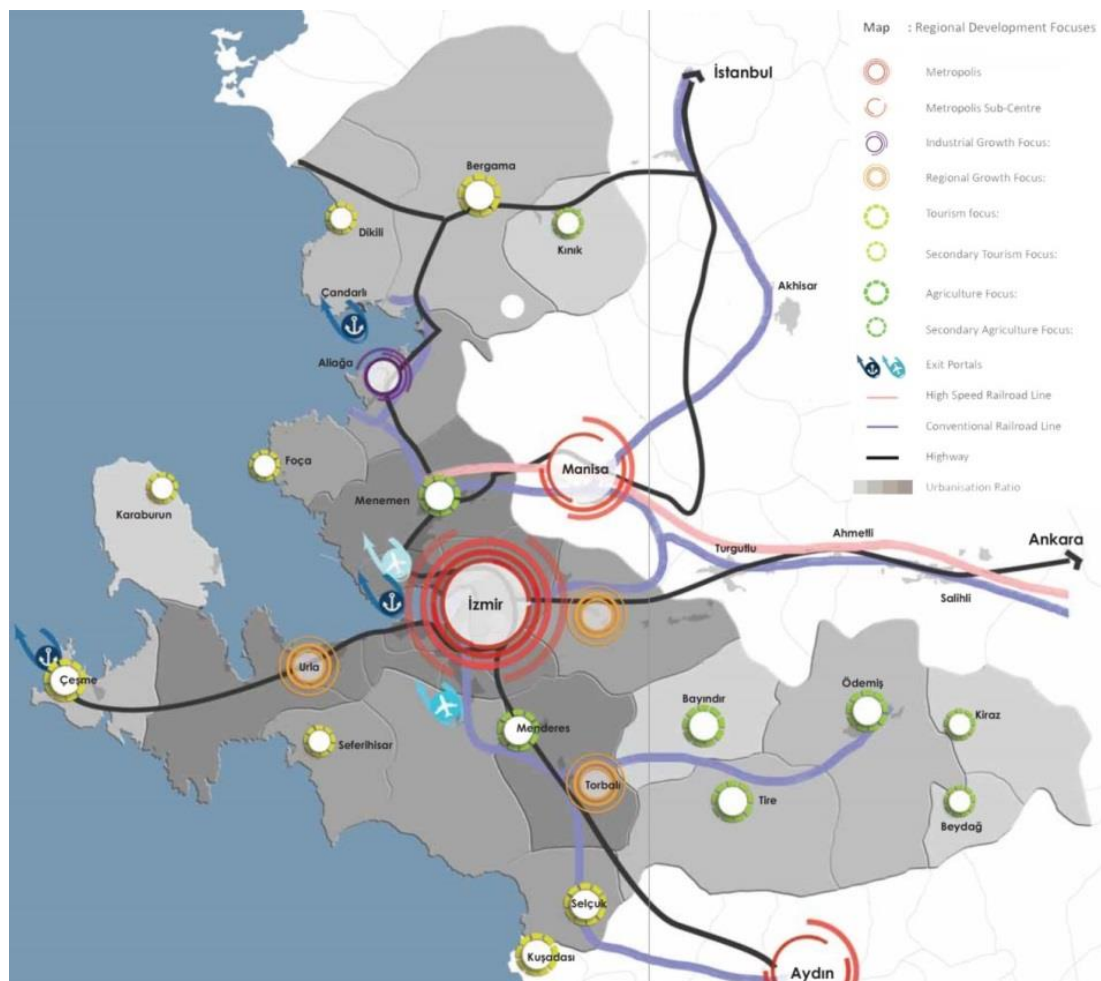 Map : Regional Development Focuses
Metropolis
Metropolis Sub-Centre
Industrial Growth Focus:
Regional Growth Focus:
Tourism focus:
Secondary Tourism Focus:
Agriculture Focus:
Secondary Agriculture Focus:
Exit Portals
High Speed Railroad Line
Conventional Railroad Line
Highway
Urbanisation Ratio
İstanbul
Bergama
Dikili
Kınık
Çandarlı
Akhisar
Aliağa
Foça
Manisa
Karaburun
Menemen
Turgutlu
Ahmetli
Ankara
Salihli
İzmir
Urla
Çeşme
Seferihisar
Menderes
Bayındır
Ödemiş
Kiraz
Torbalı
Tire
Beydağ
Selçuk
Kuşadası
Aydın